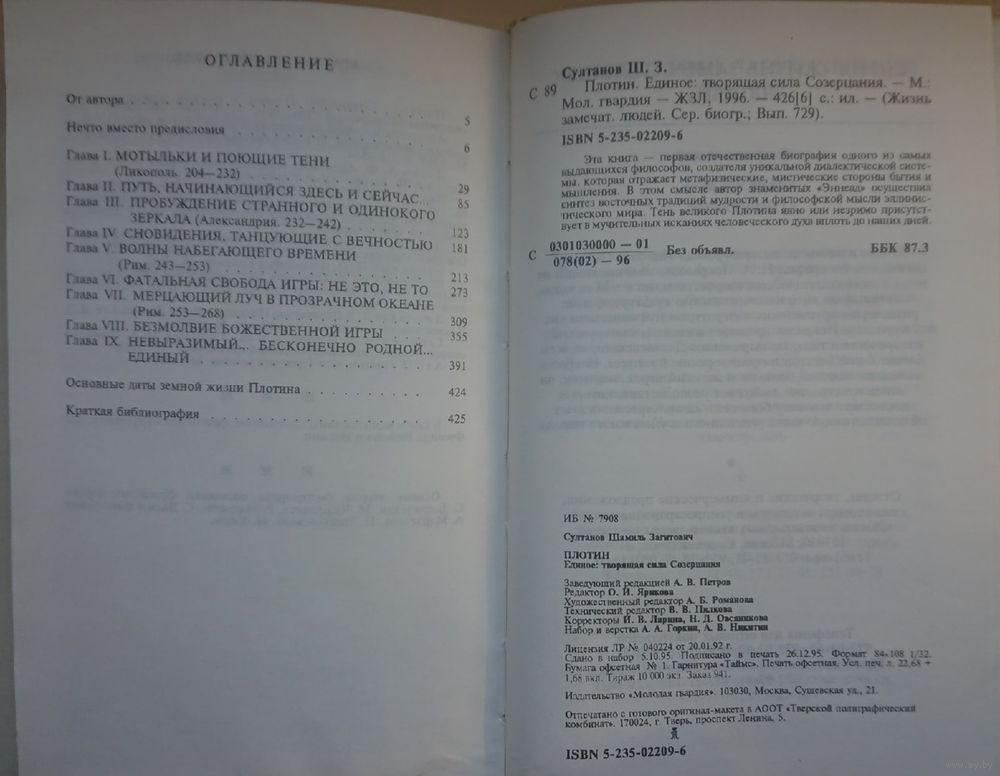 ОГЛАВЛЕНИЕ
От автора . . . . . . . . . . . . . . . . . . . 5
Нечто вместо предисловия . . . . . . . . . . . . . 6
Глава I. МОТЫЛЬКИ И ПОЮЩИЕ ТЕНИ
(Ликополь. 204—232) . . . . . . . . . . . . . 29
Глава II. ПУТЬ, НАЧИНАЮЩИЙСЯ ЗДЕСЬ И СЕЙЧАС... 85
Глава III. ПРОБУЖДЕНИЕ СТРАННОГО И ОДИНОКОГО
ЗЕРКАЛА (Александрия. 232—242) . . . . . . . . 123
Глава IV. СНОВИДЕНИЯ, ТАНЦУЮЩИЕ С ВЕЧНОСТЬЮ 181
Глава V. ВОЛНЫ НАБЕГАЮЩЕГО ВРЕМЕНИ
(Рим. 243—253) . . . . . . . . . . . . . . 213
Глава VI. ФАТАЛЬНАЯ СВОБОДА ИГРЫ: НЕ ЭТО, НЕ ТО 273
Глава VII. МЕРЦАЮЩИЙ ЛУЧ В ПРОЗРАЧНОМ ОКЕАНЕ
(Рим. 253—268) . . . . . . . . . . . . . . 309
Глава VIII. БЕЗМОЛВИЕ БОЖЕСТВЕННОЙ ИГРЫ . . . . 355
Глава IX. НЕВЫРАЗИМЫЙ... БЕСКОНЕЧНО РОДНОЙ...
ЕДИНЫЙ . . . . . . . . . . . . . . . . . 391
Основные даты земной жизни Плотина . . . . . . . . 424
Краткая библиография . . . . . . . . . . . . . . 425
Султанов Ш. З.
С 89 Плотин. Единое: творящая сила Созерцания. — М.:
Мол. гвардия — ЖЗЛ, 1996. — 426[6] с.: ил. — (Жизнь
замечат. людей. Сер. биогр.; Вып. 729).
ISBN 5-235-02209-6
Эта книга — первая отечественная биография одного из самых
выдающихся философов, создателя уникальной диалектической систе-
мы, которая отражает метафизические, мистические стороны бытия и
мышления. В этом смысле автор знаменитых «Эннеад» осуществил
синтез восточных традиций мудрости и философской мысли эллинис-
тического мира. Тень великого Плотина явно или незримо присутст-
вует в мучительных исканиях человеческого духа вплоть до наших дней.
С 0301030000 — 01
078(02) — 96
Без объявл.
ББК 87.3
ИБ № 7908
Султанов Шамиль Загитович
ПЛОТИН
Единое: творящая сила Созерцания
Заведующий редакцией А. В. Петров
Редактор О. И. Ярикова
Художественный редактор А. Б. Романова
Технический редактор В. В. Пилкова
Корректоры И. В. Ларина, Н. Д. Овсяникова
Набор и верстка А. А. Горкин, А. В. Никитин
Лицензия ЛР № 040224 от 20.01.92 г.
Сдано в набор 5.10.95. Подписано в печать 26.12.95. Формат 84×108 1/32.
Бумага офсетная № 1. Гарнитура «Таймс». Печать офсетная. Усл. печ. л. 22,68 +
1,68 вкл. Тираж 10 000 экз. Заказ 941.
Издательство «Молодая гвардия». 103030, Москва, Сущевская ул., 21.
Отпечатано с готового оригинал-макета в АООТ «Тверской полиграфический
комбинат». 170024, г. Тверь, проспект Ленина, 5.
ISBN 5-235-02209-6
www.ay.by